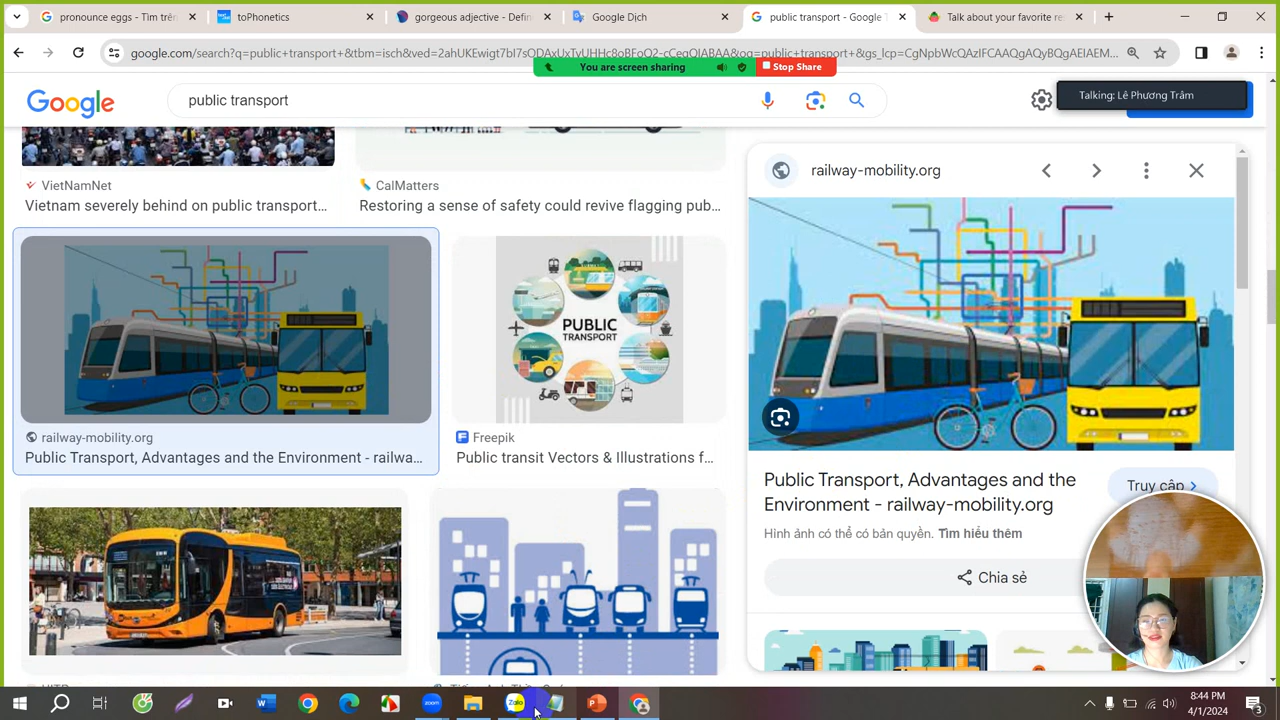 pronounce eggs - Tìm trên
toPhonetics
gorgeous adjective - Defin
Google Dịch
public transport - Google T
Talk about your favorite re
google.com/search?q=public+transport+&tbm=isch&ved=2ahUKEwigt7bI7sQDAxUxTvUHHc8oBFoQ2-cCegQIABAA&oq=public+transport+&gs_lcp=CgNpbWcQAzIFCAAQgAQyBQgAEIAEM...
You are screen sharing
Stop Share
Google
public transport
Talking: Lê Phương Trâm
VietNamNet
Vietnam severely behind on public transport...
CalMatters
Restoring a sense of safety could revive flagging pub...
railway-mobility.org
PUBLIC
TRANSPORT
railway-mobility.org
Public Transport, Advantages and the Environment - railwa...
Freepik
Public transit Vectors & Illustrations f...
Public Transport, Advantages and the
Environment - railway-mobility.org
Truy cập
Hình ảnh có thể có bản quyền. Tìm hiểu thêm
Chia sẻ
Zalo
8:44 PM
4/1/2024
3